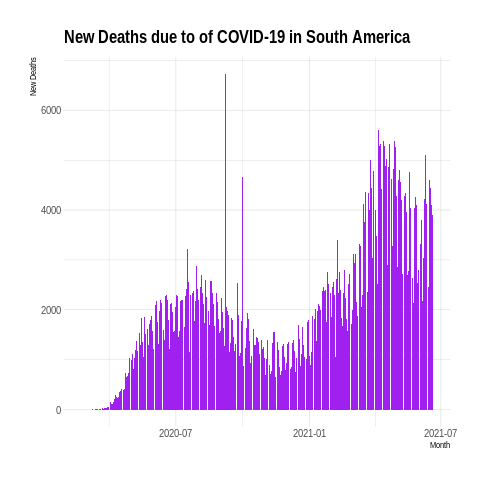 New Deaths due to of COVID-19 in South America
New Deaths
6000
4000
2000
0
2020-07
2021-01
2021-07
Month